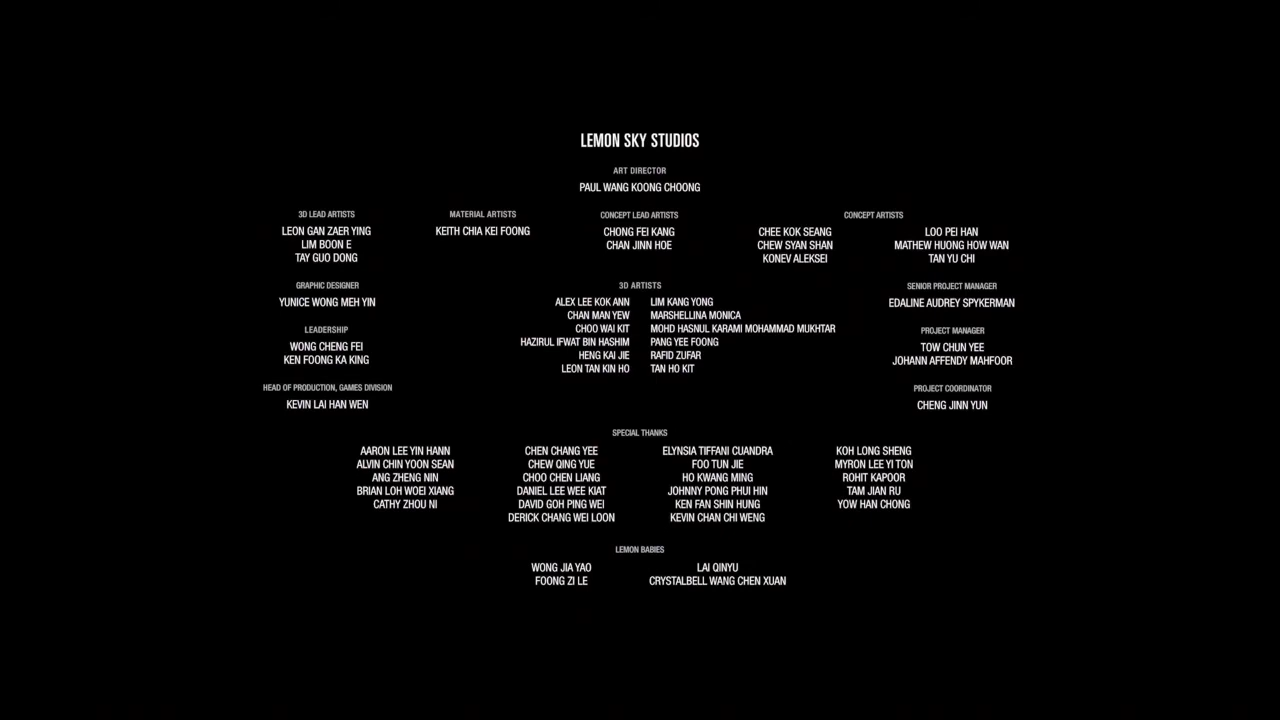 LEMON SKY STUDIOS
ART DIRECTOR
PAUL WANG KOONG CHOONG
3D LEAD ARTISTS
LEON GAN ZAER YING
LIM BOON E
TAY GUO DONG
MATERIAL ARTISTS
KEITH CHIA KEI FOONG
CONCEPT LEAD ARTISTS
CHONG FEI KANG
CHAN JINN HOE
CONCEPT ARTISTS
CHEE KOK SEANG
CHEW SYAN SHAN
KONEV ALEKSEI
LOO PEI HAN
MATHEW HUONG HOW WAN
TAN YU CHI
GRAPHIC DESIGNER
YUNICE WONG MEH YIN
LEADERSHIP
WONG CHENG FEI
KEN FOONG KA KING
HEAD OF PRODUCTION, GAMES DIVISION
KEVIN LAI HAN WEN
3D ARTISTS
ALEX LEE KOK ANN
CHAN MAN YEW
CHOO WAI KIT
HAZIRUL IFWAT BIN HASHIM
HENG KAI JIE
LEON TAN KIN HO
LIM KANG YONG
MARSHELLINA MONICA
MOHD HASNUL KARAMI MOHAMMAD MUKHTAR
PANG YEE FOONG
RAFID ZUFAR
TAN HO KIT
SENIOR PROJECT MANAGER
EDALINE AUDREY SPYKERMAN
PROJECT MANAGER
TOW CHUN YEE
JOHANN AFFENDY MAHFOOR
PROJECT COORDINATOR
CHENG JINN YUN
SPECIAL THANKS
AARON LEE YIN HANN
ALVIN CHIN YOON SEAN
ANG ZHENG NIN
BRIAN LOH WOEI XIANG
CATHY ZHOU NI
CHEN CHANG YEE
CHEW QING YUE
CHOO CHEN LIANG
DANIEL LEE WEE KIAT
DAVID GOH PING WEI
DERICK CHANG WEI LOON
ELYNSIA TIFFANI CUANDRA
FOO TUN JIE
HO KWANG MING
JOHNNY PONG PHUI HIN
KEN FAN SHIN HUNG
KEVIN CHAN CHI WENG
KOH LONG SHENG
MYRON LEE YI TON
ROHIT KAPOOR
TAM JIAN RU
YOW HAN CHONG
LEMON BABIES
WONG JIA YAO
FOONG ZI LE
LAI QINYU
CRYSTALBELL WANG CHEN XUAN